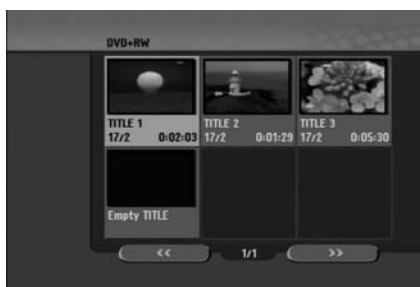 DVD+RW
TITLE 1
17/2 0:02:03
TITLE 2
17/2 0:01:29
TITLE 3
17/2 0:05:30
Empty TITLE
<< 1/1 >>